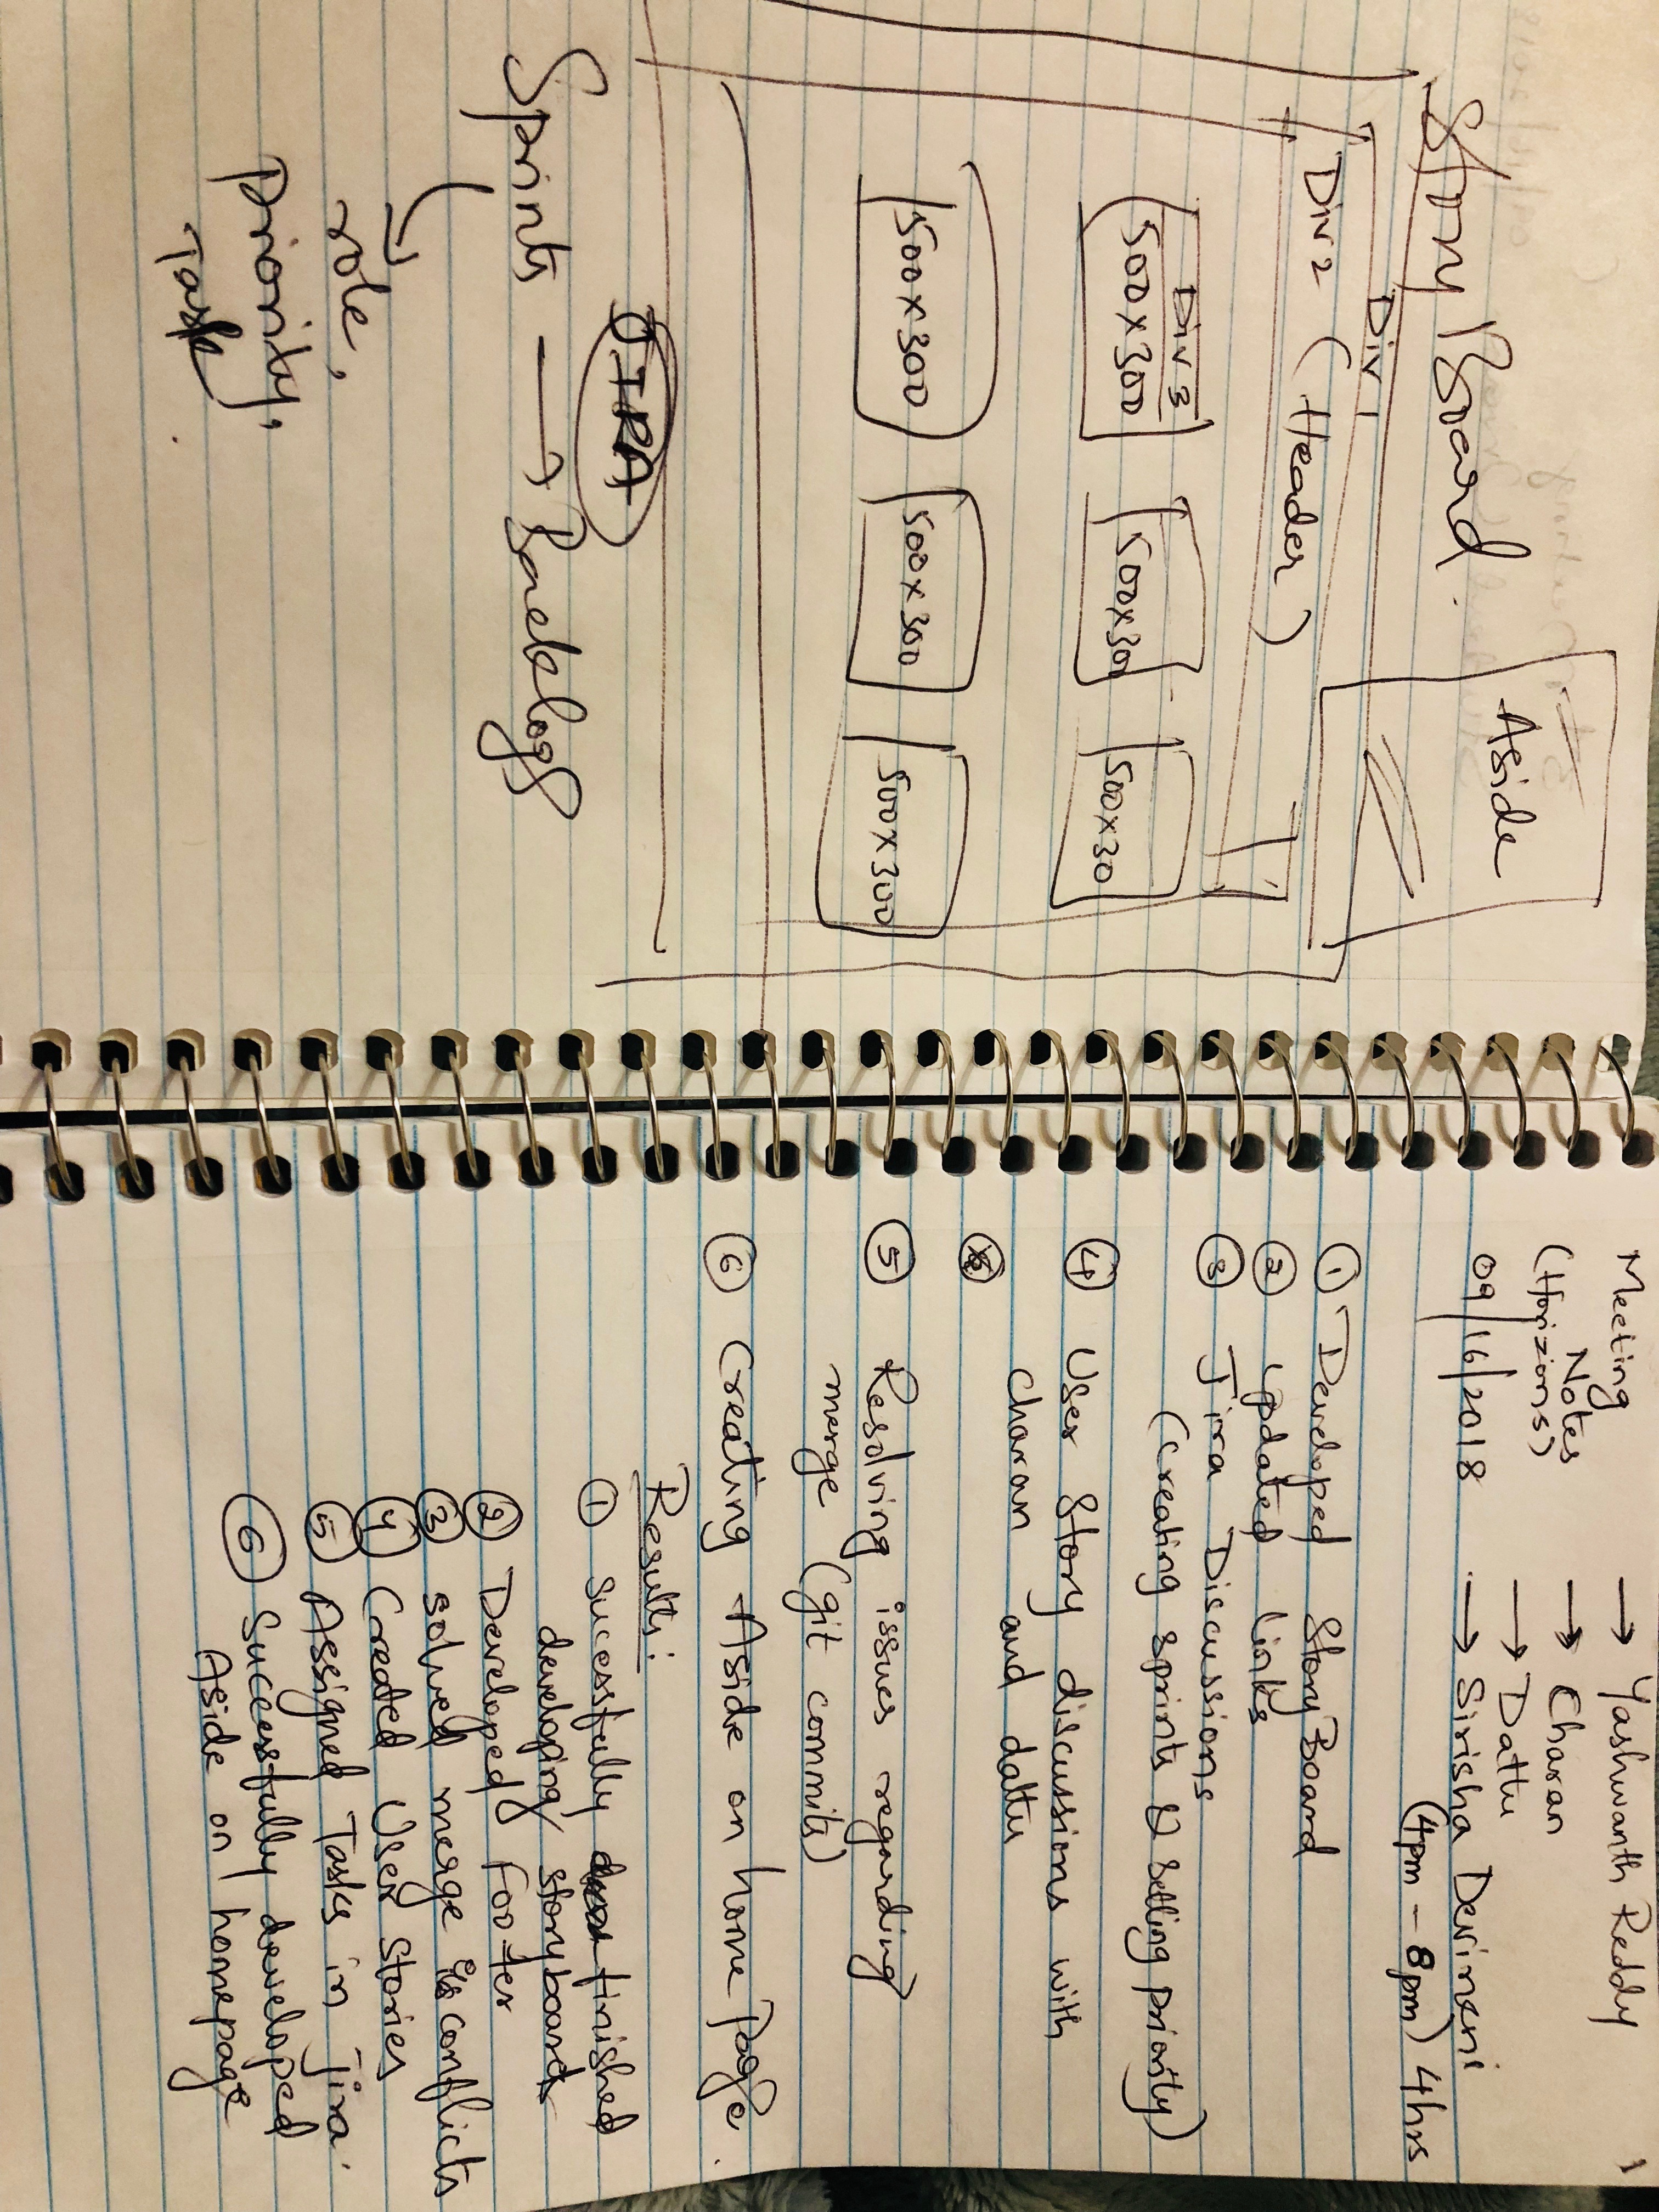 Story Board.
Aside
Div 1
Div 2 (Header)
Div 3
500x300
500x30
500x30
500x300
500x300
500x300
JIRA
Sprints → Backlog
role,
priority,
Task
1
Meeting → Yashwanth Reddy
Notes → Charan
(Horizions) → Dattu
09/16/2018 → Sirisha Devineni
(4pm - 8pm) 4hrs
① Developed Story Board
② updated links
③ Jira Discussions
(creating sprints & setting priority)
④ User Story discussions with
charan and dattu
⑤ Resolving issues regarding
merge (git commits)
⑥ Creating Aside on home Page.
Results:
① successfully finished
developing storyboard
② Developed footer
③ solved merge conflicts
④ Created User stories
⑤ Assigned Tasks in Jira.
⑥ Successfully developed
Aside on homepage